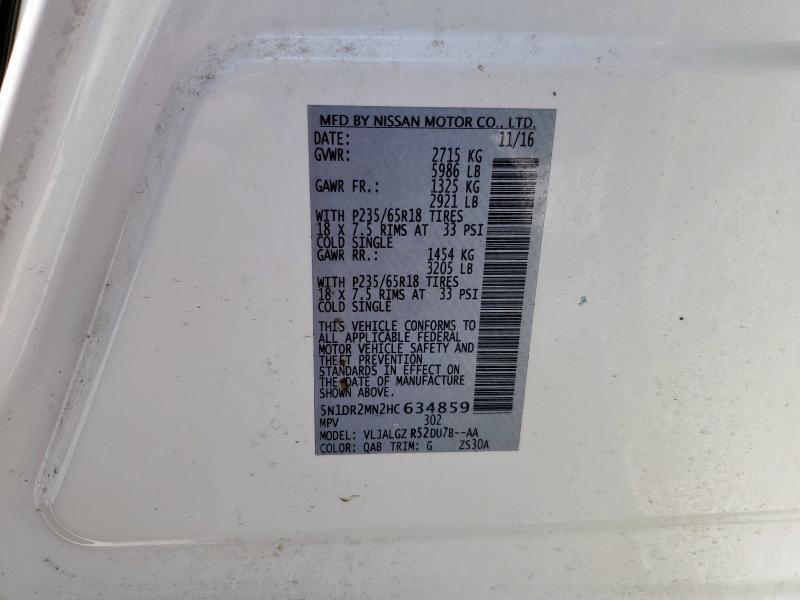 MFD BY NISSAN MOTOR CO., LTD.
DATE: 11/16
GVWR: 2715 KG
5986 LB
GAWR FR.: 1325 KG
2921 LB
WITH P235/65R18 TIRES
18 X 7.5 RIMS AT 33 PSI
COLD SINGLE
GAWR RR.: 1454 KG
3205 LB
WITH P235/65R18 TIRES
18 X 7.5 RIMS AT 33 PSI
COLD SINGLE
THIS VEHICLE CONFORMS TO
ALL APPLICABLE FEDERAL
MOTOR VEHICLE SAFETY AND
THEFT PREVENTION
STANDARDS IN EFFECT ON
THE DATE OF MANUFACTURE
SHOWN ABOVE.
5N1DR2MN2HC 634859
MPV 302
MODEL: VLJALGZ R52DU7B--AA
COLOR: QAB TRIM: G ZS30A